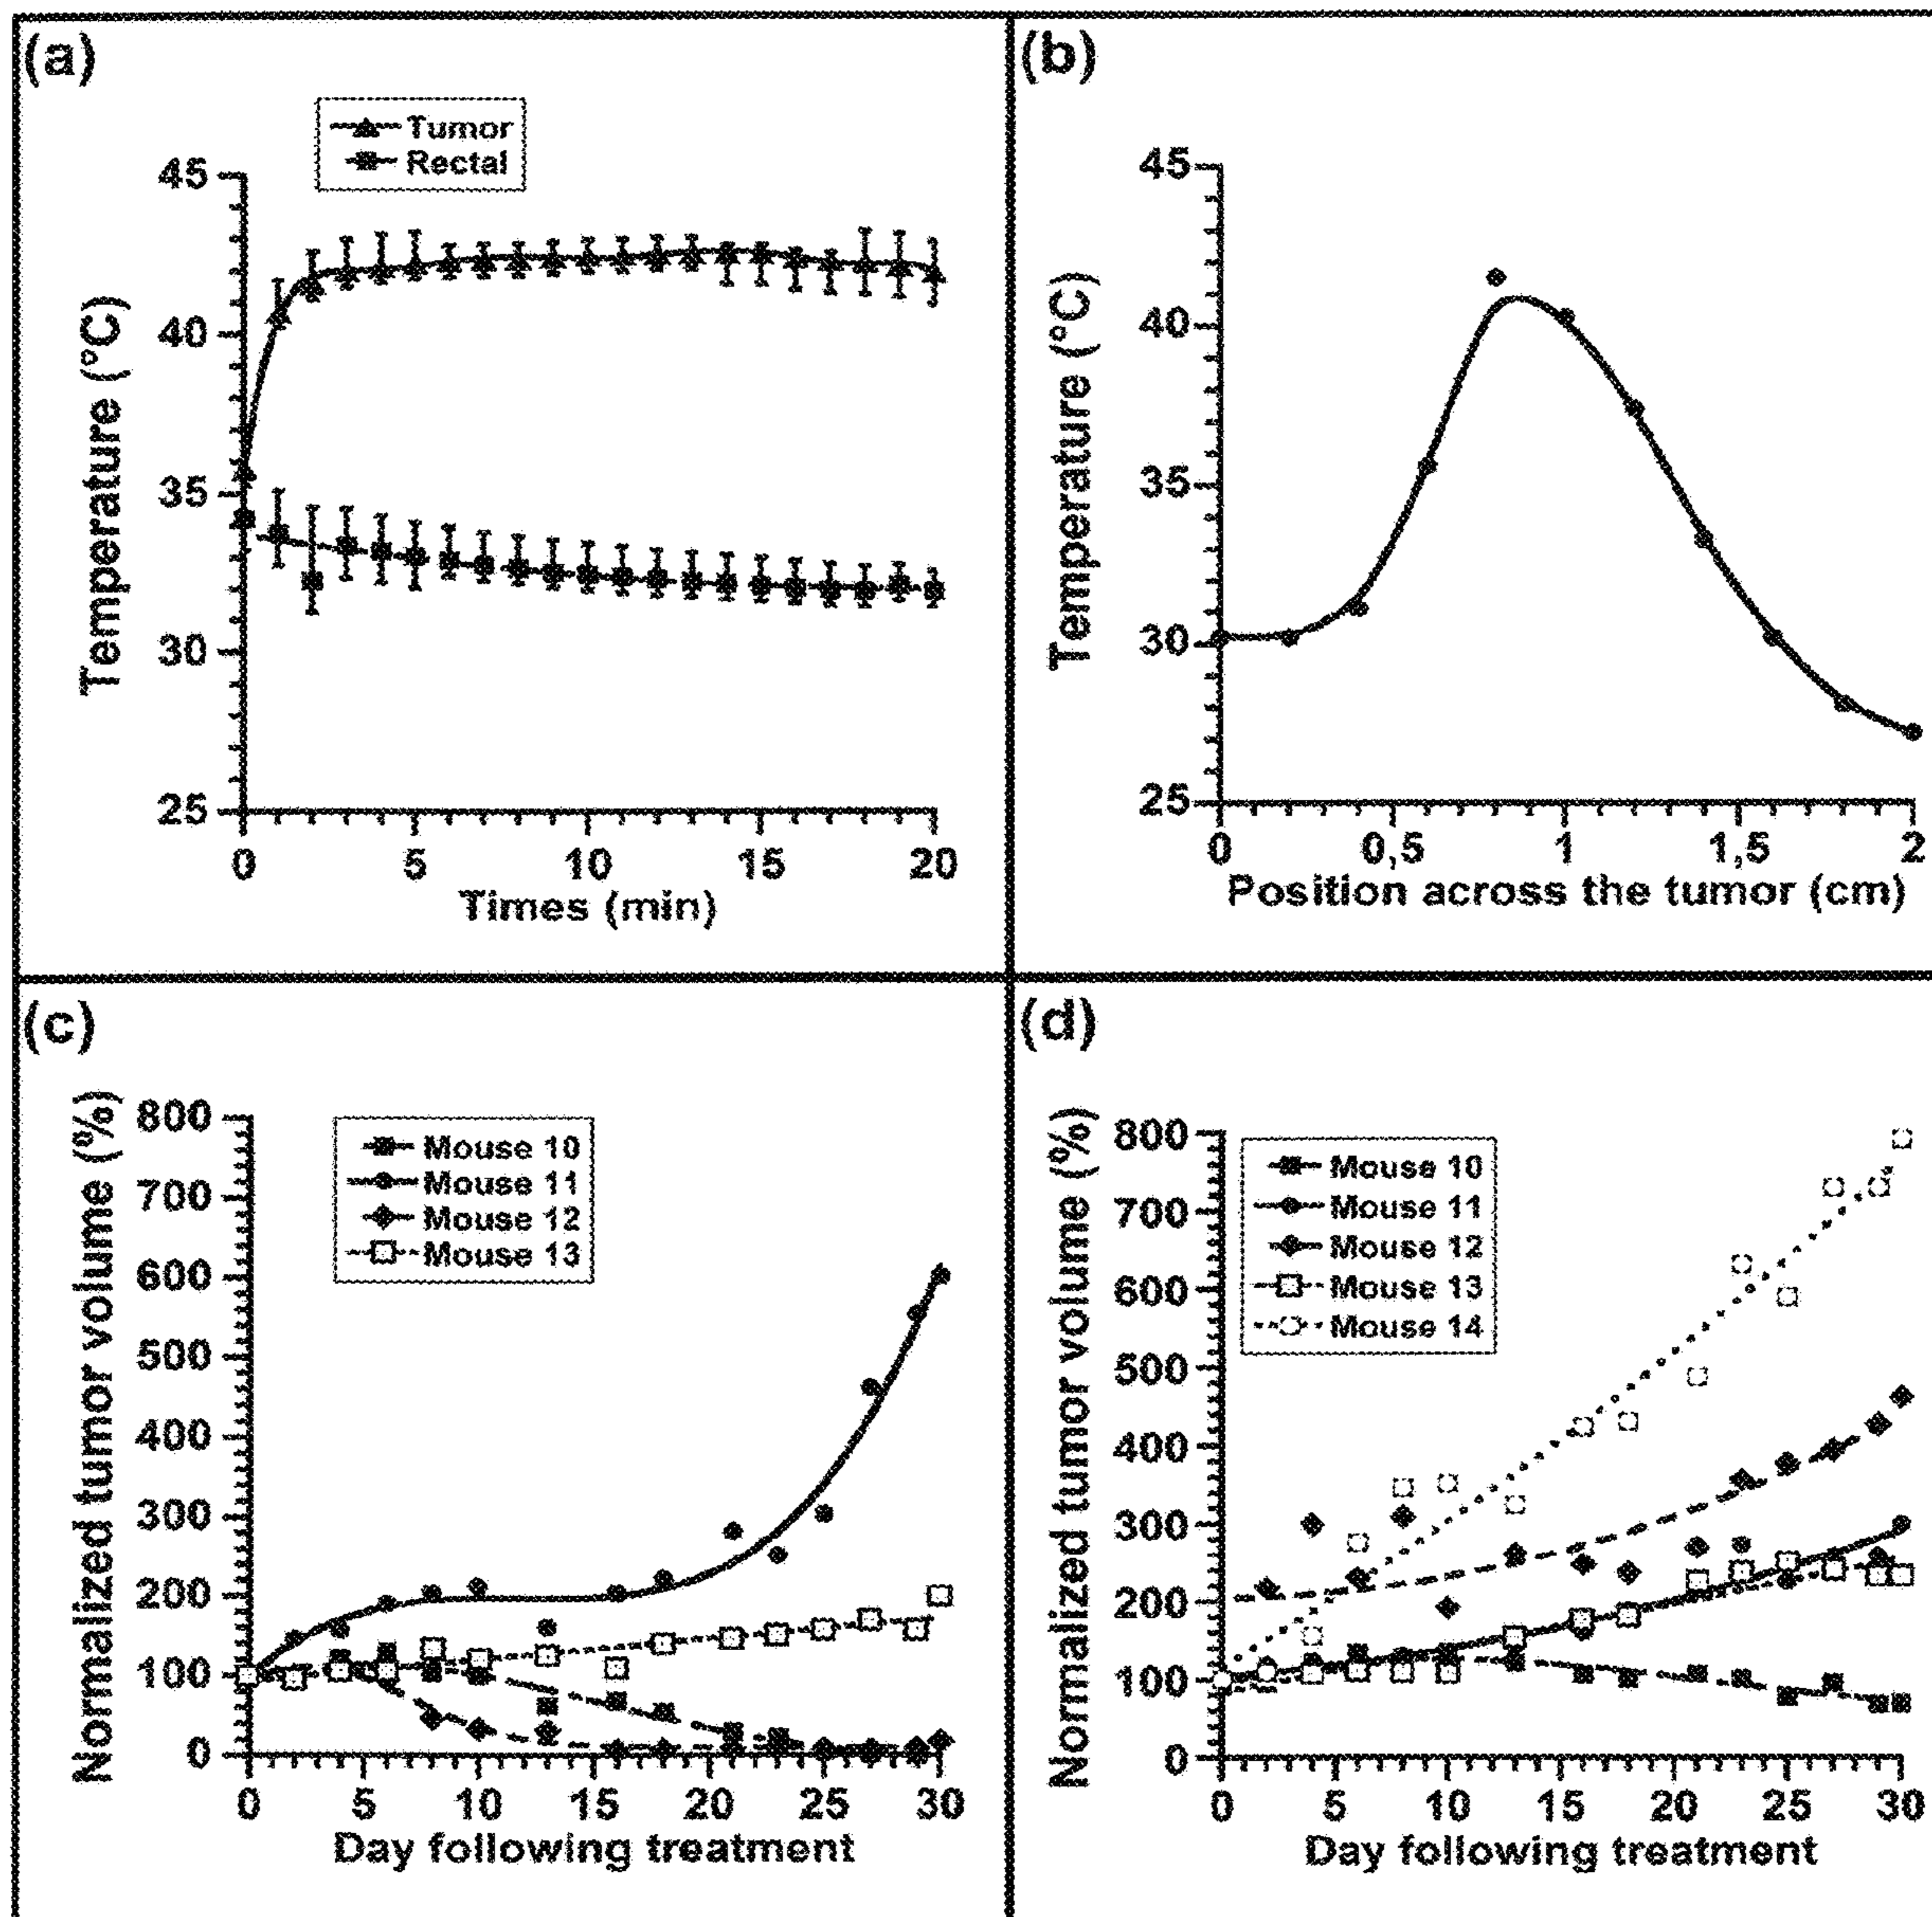 (a)
Tumor
Rectal
45
40
35
30
25
Temperature (°C)
0 5 10 15 20
Times (min)
(b)
45
40
35
30
25
Temperature (°C)
0 0,5 1 1,5 2
Position across the tumor (cm)
(c)
Mouse 10
Mouse 11
Mouse 12
Mouse 13
800
700
600
500
400
300
200
100
0
Normalized tumor volume (%)
0 5 10 15 20 25 30
Day following treatment
(d)
Mouse 10
Mouse 11
Mouse 12
Mouse 13
Mouse 14
800
700
600
500
400
300
200
100
0
Normalized tumor volume (%)
0 5 10 15 20 25 30
Day following treatment